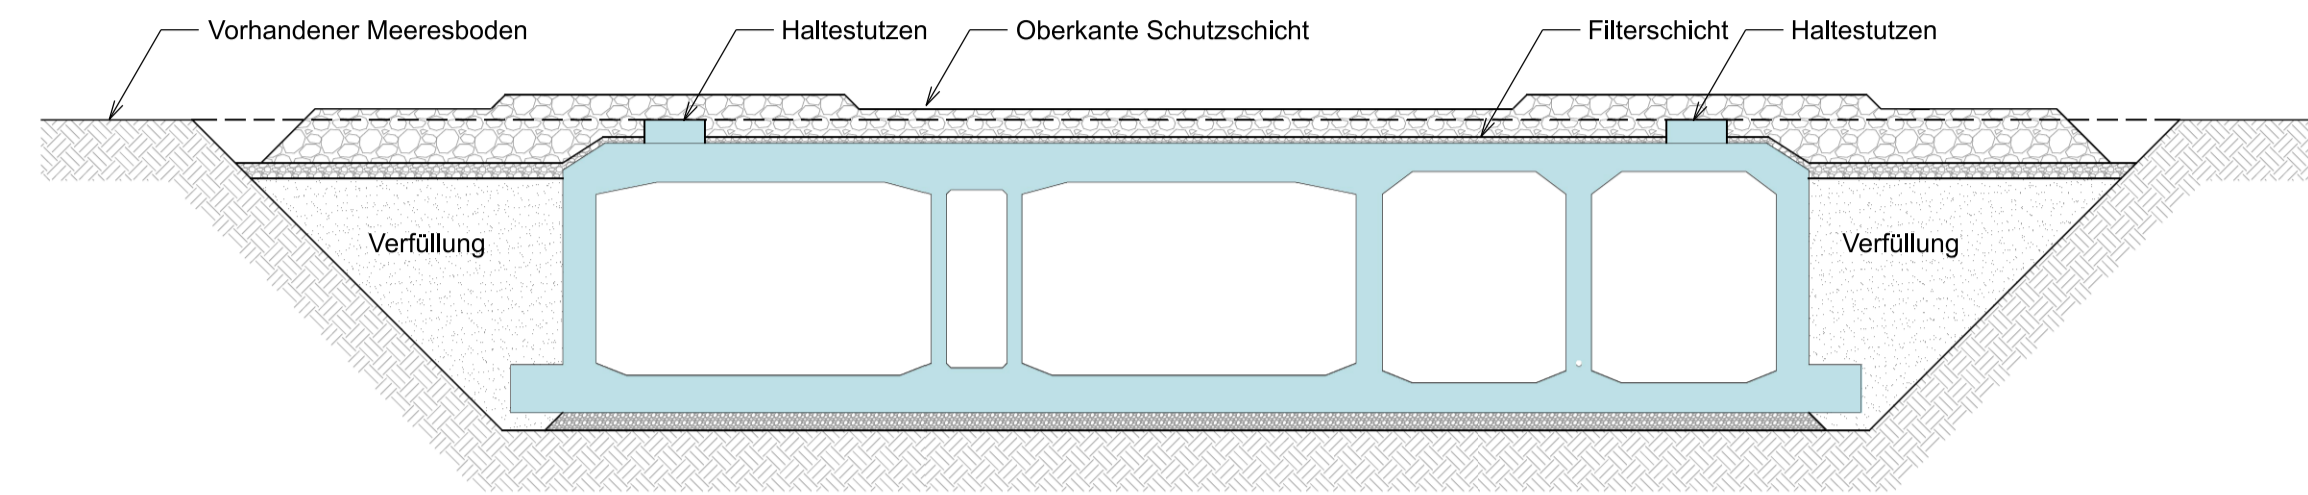 Vorhandener Meeresboden
Haltestutzen
Oberkante Schutzschicht
Filterschicht
Haltestutzen
Verfüllung
Verfüllung